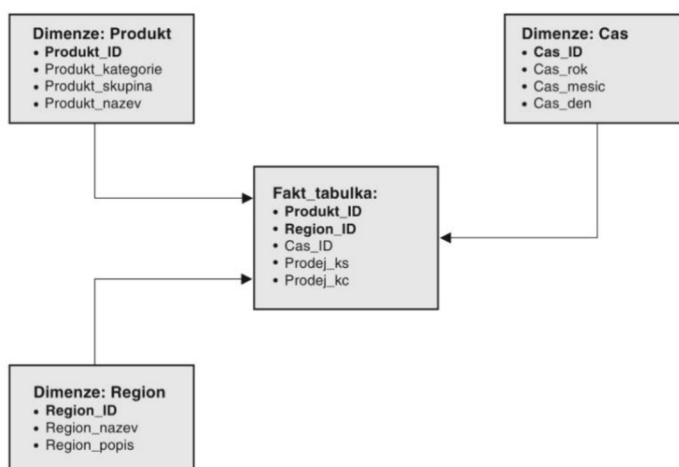 Dimenze: Produkt
• Produkt_ID
• Produkt_kategorie
• Produkt_skupina
• Produkt_nazev
Dimenze: Cas
• Cas_ID
• Cas_rok
• Cas_mesic
• Cas_den
Fakt_tabulka:
• Produkt_ID
• Region_ID
• Cas_ID
• Prodej_ks
• Prodej_kc
Dimenze: Region
• Region_ID
• Region_nazev
• Region_popis